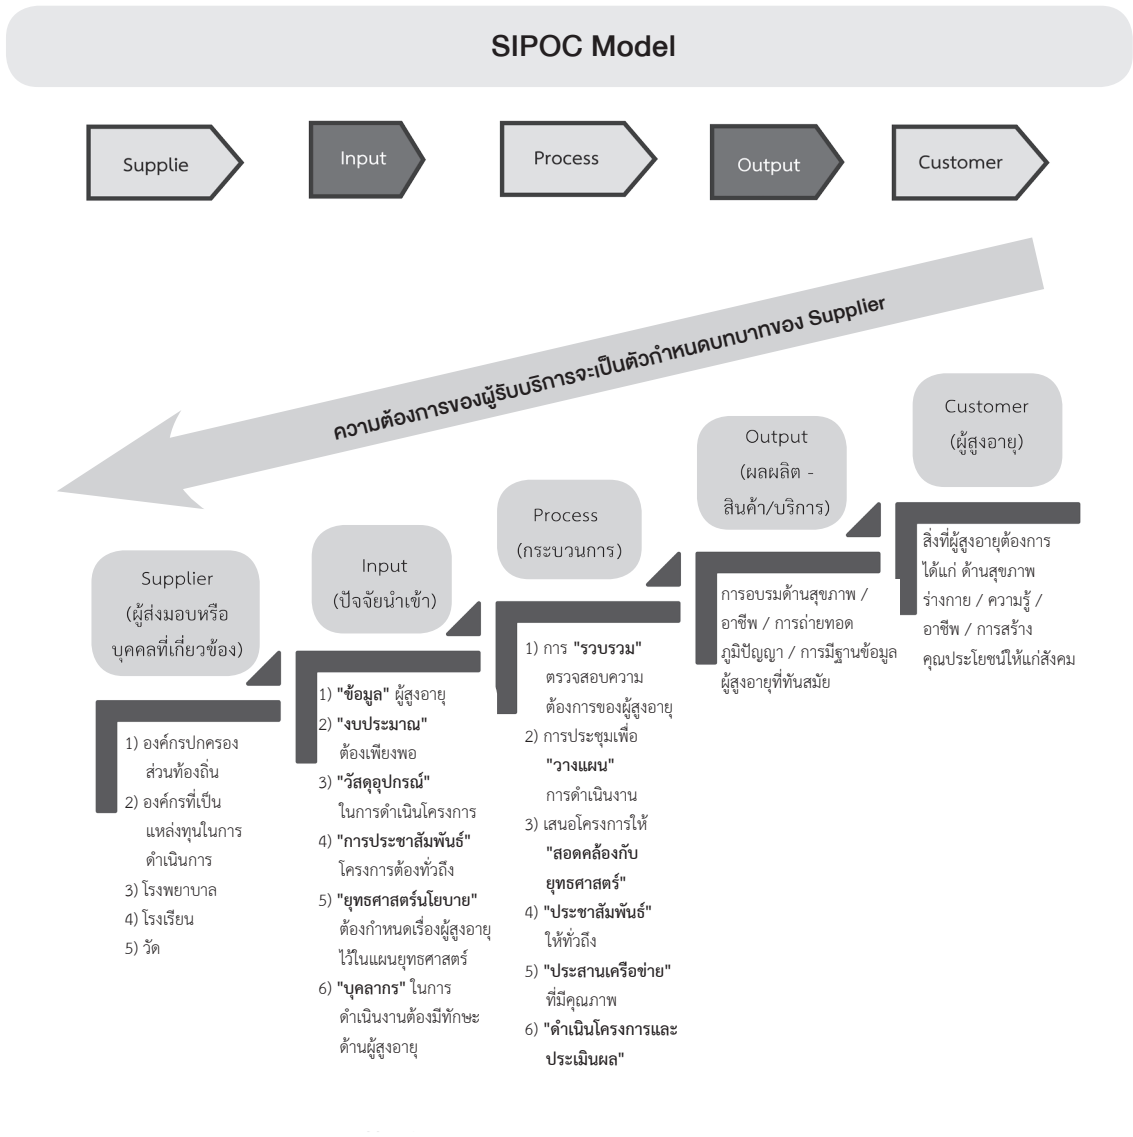 SIPOC Model
Supplie
Input
Process
Output
Customer
ความต้องการของผู้รับบริการจะเป็นตัวกำหนดบทบาทของ Supplier
Supplier
(ผู้ส่งมอบหรือ
บุคคลที่เกี่ยวข้อง)
1) องค์กรปกครอง
ส่วนท้องถิ่น
2) องค์กรที่เป็น
แหล่งทุนในการ
ดำเนินการ
3) โรงพยาบาล
4) โรงเรียน
5) วัด
Input
(ปัจจัยนำเข้า)
1) "ข้อมูล" ผู้สูงอายุ
2) "งบประมาณ"
ต้องเพียงพอ
3) "วัสดุอุปกรณ์"
ในการดำเนินโครงการ
4) "การประชาสัมพันธ์"
โครงการต้องทั่วถึง
5) "ยุทธศาสตร์นโยบาย"
ต้องกำหนดเรื่องผู้สูงอายุ
ไว้ในแผนยุทธศาสตร์
6) "บุคลากร" ในการ
ดำเนินงานต้องมีทักษะ
ด้านผู้สูงอายุ
Process
(กระบวนการ)
1) การ "รวบรวม"
ตรวจสอบความ
ต้องการของผู้สูงอายุ
2) การประชุมเพื่อ
"วางแผน"
การดำเนินงาน
3) เสนอโครงการให้
"สอดคล้องกับ
ยุทธศาสตร์"
4) "ประชาสัมพันธ์"
ให้ทั่วถึง
5) "ประสานเครือข่าย"
ที่มีคุณภาพ
6) "ดำเนินโครงการและ
ประเมินผล"
Output
(ผลผลิต -
สินค้า/บริการ)
การอบรมด้านสุขภาพ /
อาชีพ / การถ่ายทอด
ภูมิปัญญา / การมีฐานข้อมูล
ผู้สูงอายุที่ทันสมัย
Customer
(ผู้สูงอายุ)
สิ่งที่ผู้สูงอายุต้องการ
ได้แก่ ด้านสุขภาพ
ร่างกาย / ความรู้ /
อาชีพ / การสร้าง
คุณประโยชน์ให้แก่สังคม